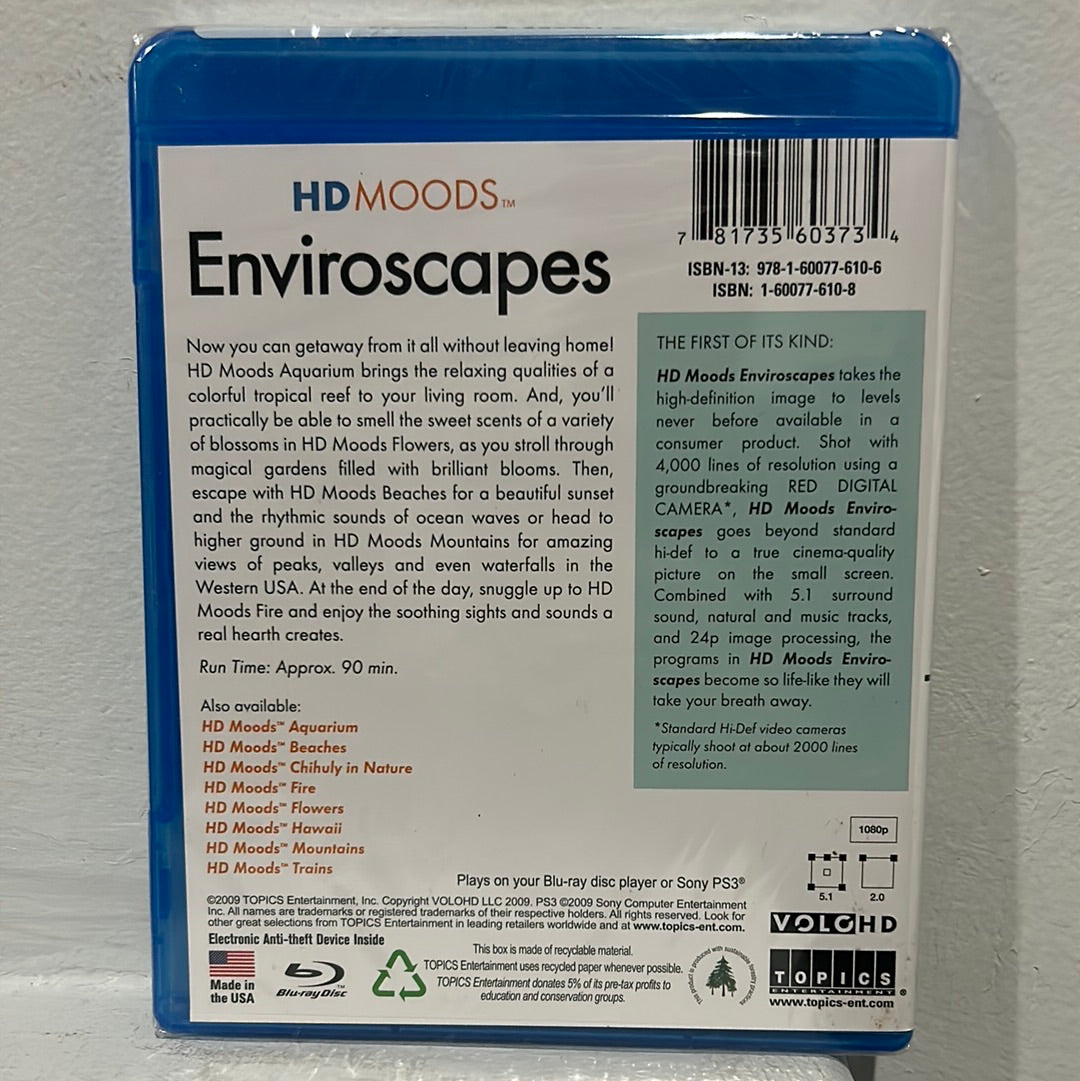 HDMOODS™
Enviroscapes
Now you can getaway from it all without leaving home!
HD Moods Aquarium brings the relaxing qualities of a
colorful tropical reef to your living room. And, you'll
practically be able to smell the sweet scents of a variety
of blossoms in HD Moods Flowers, as you stroll through
magical gardens filled with brilliant blooms. Then,
escape with HD Moods Beaches for a beautiful sunset
and the rhythmic sounds of ocean waves or head to
higher ground in HD Moods Mountains for amazing
views of peaks, valleys and even waterfalls in the
Western USA. At the end of the day, snuggle up to HD
Moods Fire and enjoy the soothing sights and sounds a
real hearth creates.
Run Time: Approx. 90 min.
Also available:
HD Moods™ Aquarium
HD Moods™ Beaches
HD Moods™ Chihuly in Nature
HD Moods™ Fire
HD Moods™ Flowers
HD Moods™ Hawaii
HD Moods™ Mountains
HD Moods™ Trains
7 81735 60373 4
ISBN-13: 978-1-60077-610-6
ISBN: 1-60077-610-8
THE FIRST OF ITS KIND:
HD Moods Enviroscapes takes the
high-definition image to levels
never before available in a
consumer product. Shot with
4,000 lines of resolution using a
groundbreaking RED DIGITAL
CAMERA*, HD Moods Enviro-
scapes goes beyond standard
hi-def to a true cinema-quality
picture on the small screen.
Combined with 5.1 surround
sound, natural and music tracks,
and 24p image processing, the
programs in HD Moods Enviro-
scapes become so life-like they will
take your breath away.
*Standard Hi-Def video cameras
typically shoot at about 2000 lines
of resolution.
1080p
5.1 2.0
Plays on your Blu-ray disc player or Sony PS3®
©2009 TOPICS Entertainment, Inc. Copyright VOLOHD LLC 2009. PS3 ©2009 Sony Computer Entertainment
Inc. All names are trademarks or registered trademarks of their respective holders. All rights reserved. Look for
other great selections from TOPICS Entertainment in leading retailers worldwide and at www.topics-ent.com.
Electronic Anti-theft Device Inside
Made in
the USA
Blu-ray Disc™
This box is made of recyclable material.
TOPICS Entertainment uses recycled paper whenever possible.
TOPICS Entertainment donates 5% of its pre-tax profits to
education and conservation groups.
This product is produced with sustainable forestry practices
VOLOHD
TOPICS
ENTERTAINMENT®
www.topics-ent.com